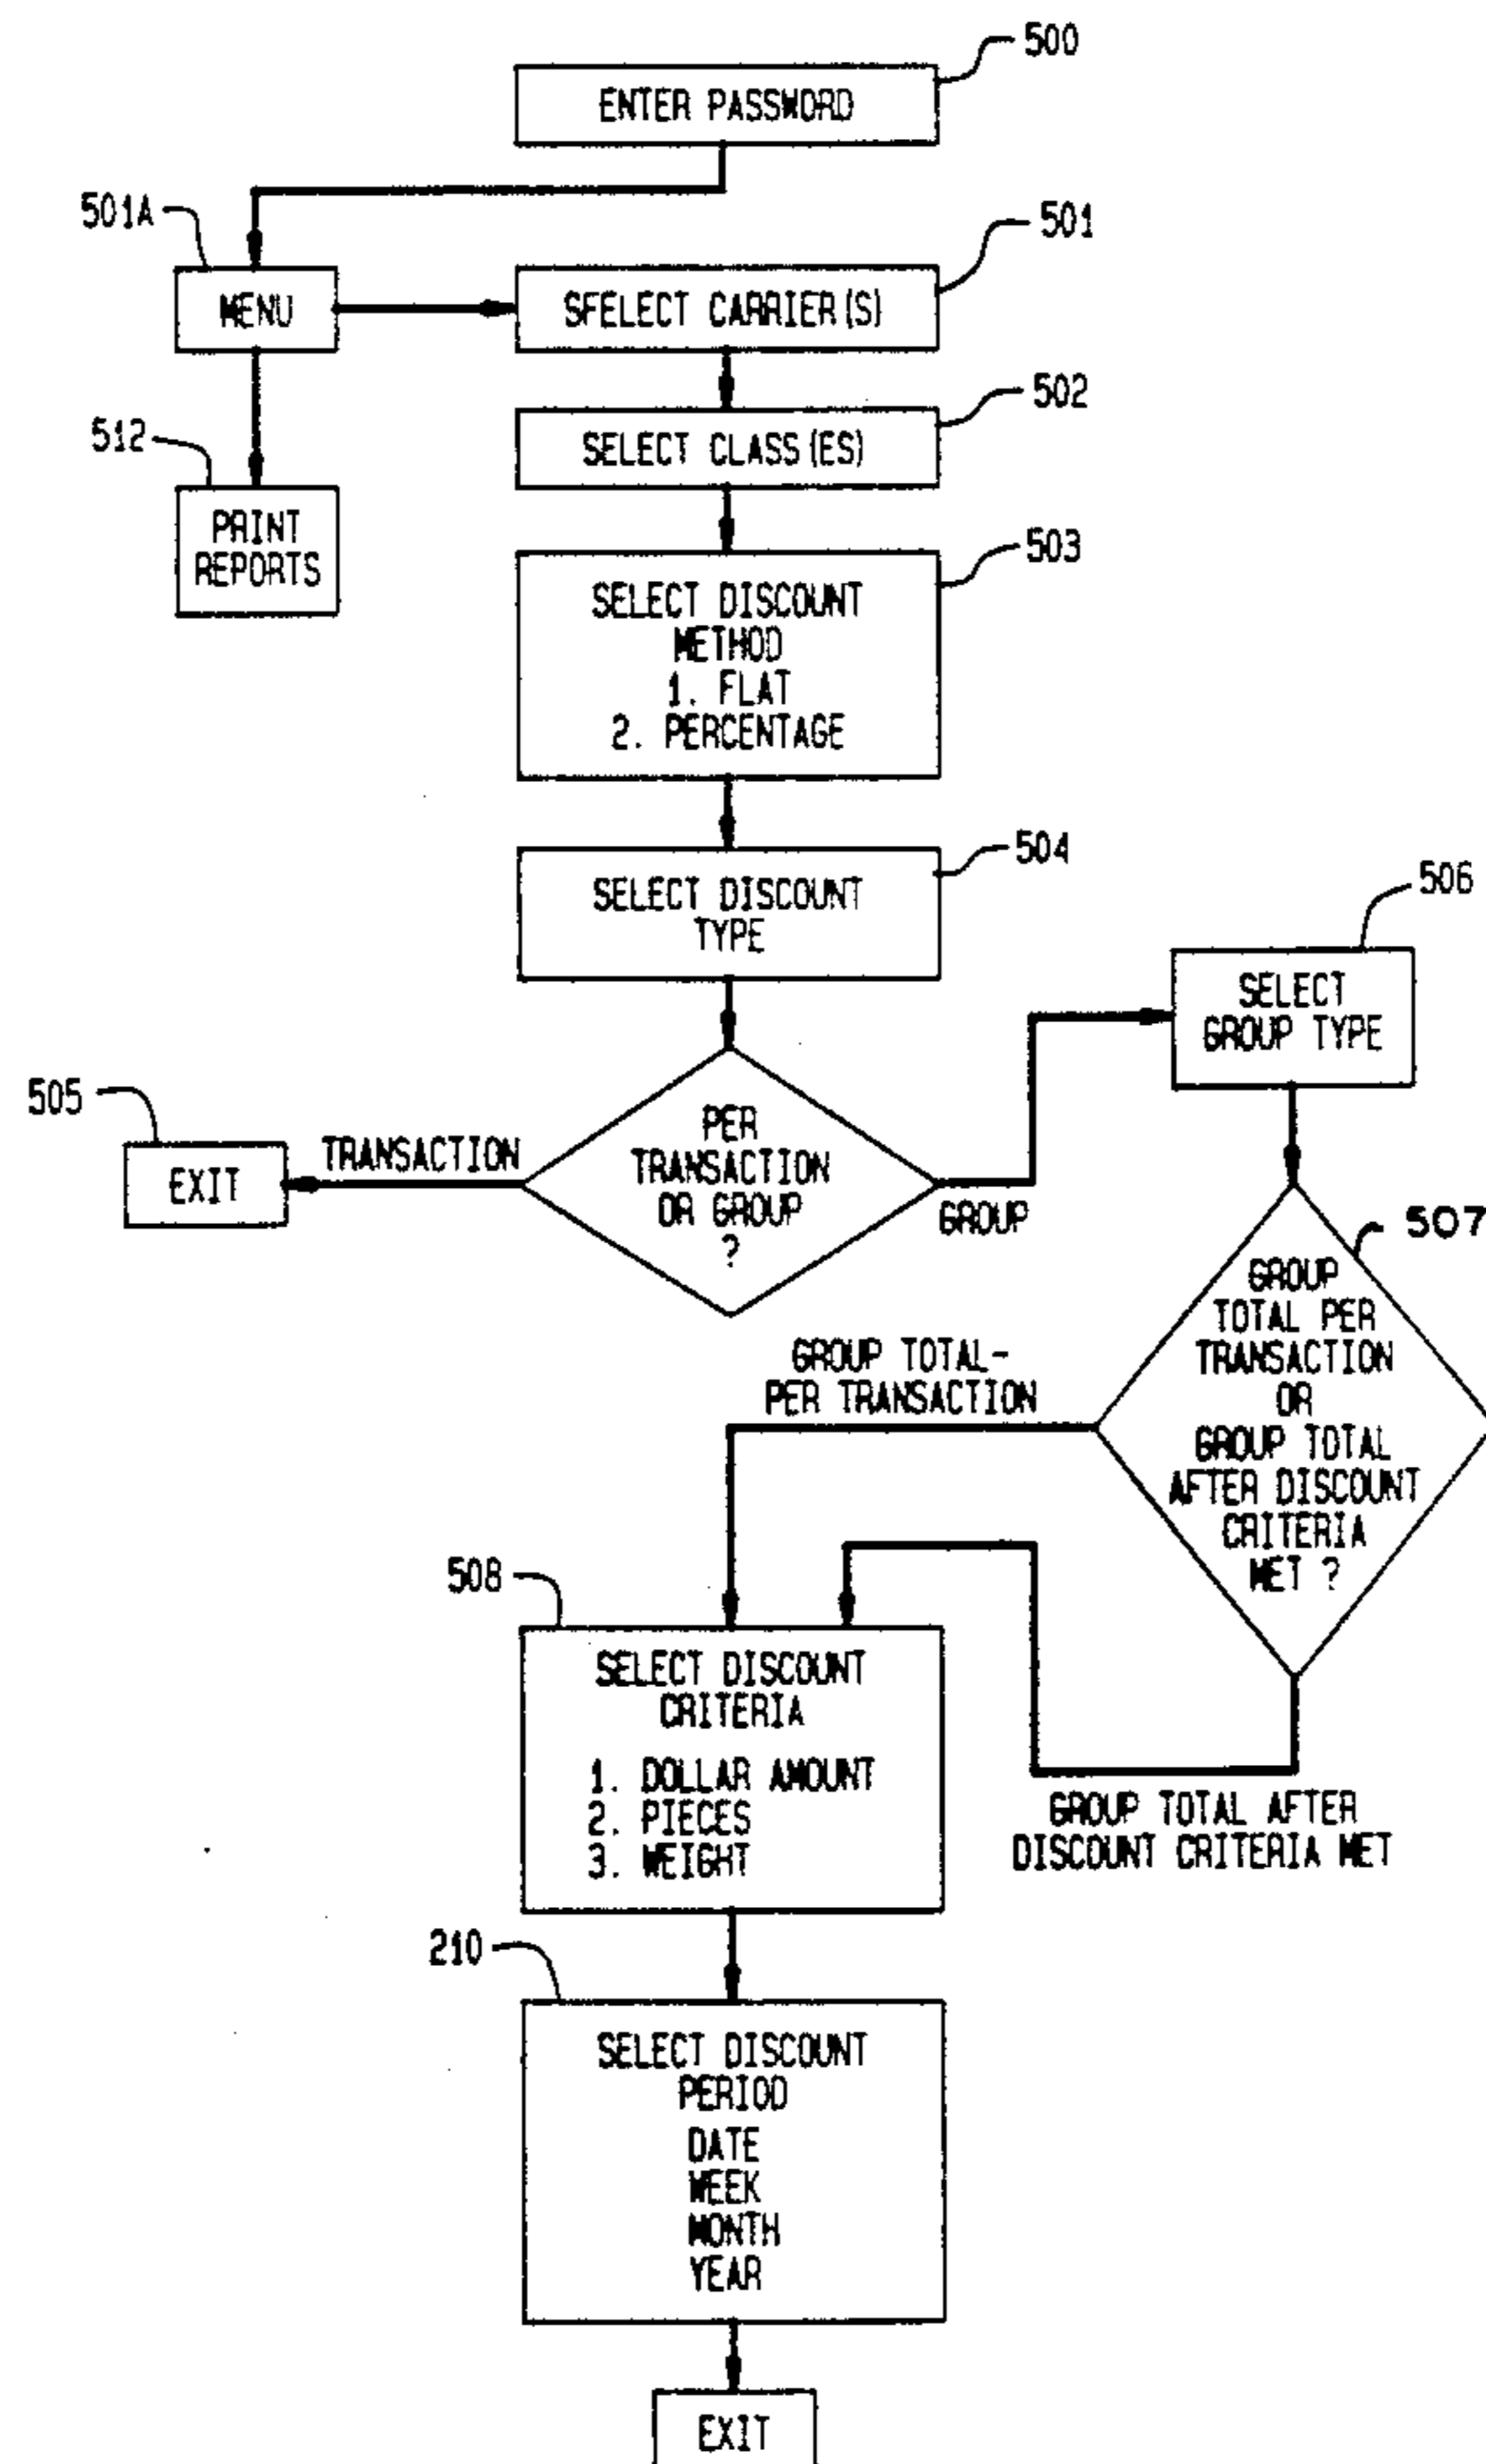 500
ENTER PASSWORD
501A
501
MENU
SFELECT CARRIER(S)
502
512
SELECT CLASS(ES)
PRINT
REPORTS
503
SELECT DISCOUNT
METHOD
1. FLAT
2. PERCENTAGE
504
SELECT DISCOUNT
TYPE
506
SELECT
GROUP TYPE
505
EXIT
TRANSACTION
PER
TRANSACTION
OR GROUP
?
GROUP
507
GROUP
TOTAL PER
TRANSACTION
OR
GROUP TOTAL
AFTER DISCOUNT
CRITERIA
MET ?
GROUP TOTAL-
PER TRANSACTION
508
SELECT DISCOUNT
CRITERIA
1. DOLLAR AMOUNT
2. PIECES
3. WEIGHT
GROUP TOTAL AFTER
DISCOUNT CRITERIA MET
210
SELECT DISCOUNT
PERIOD
DATE
WEEK
MONTH
YEAR
EXIT